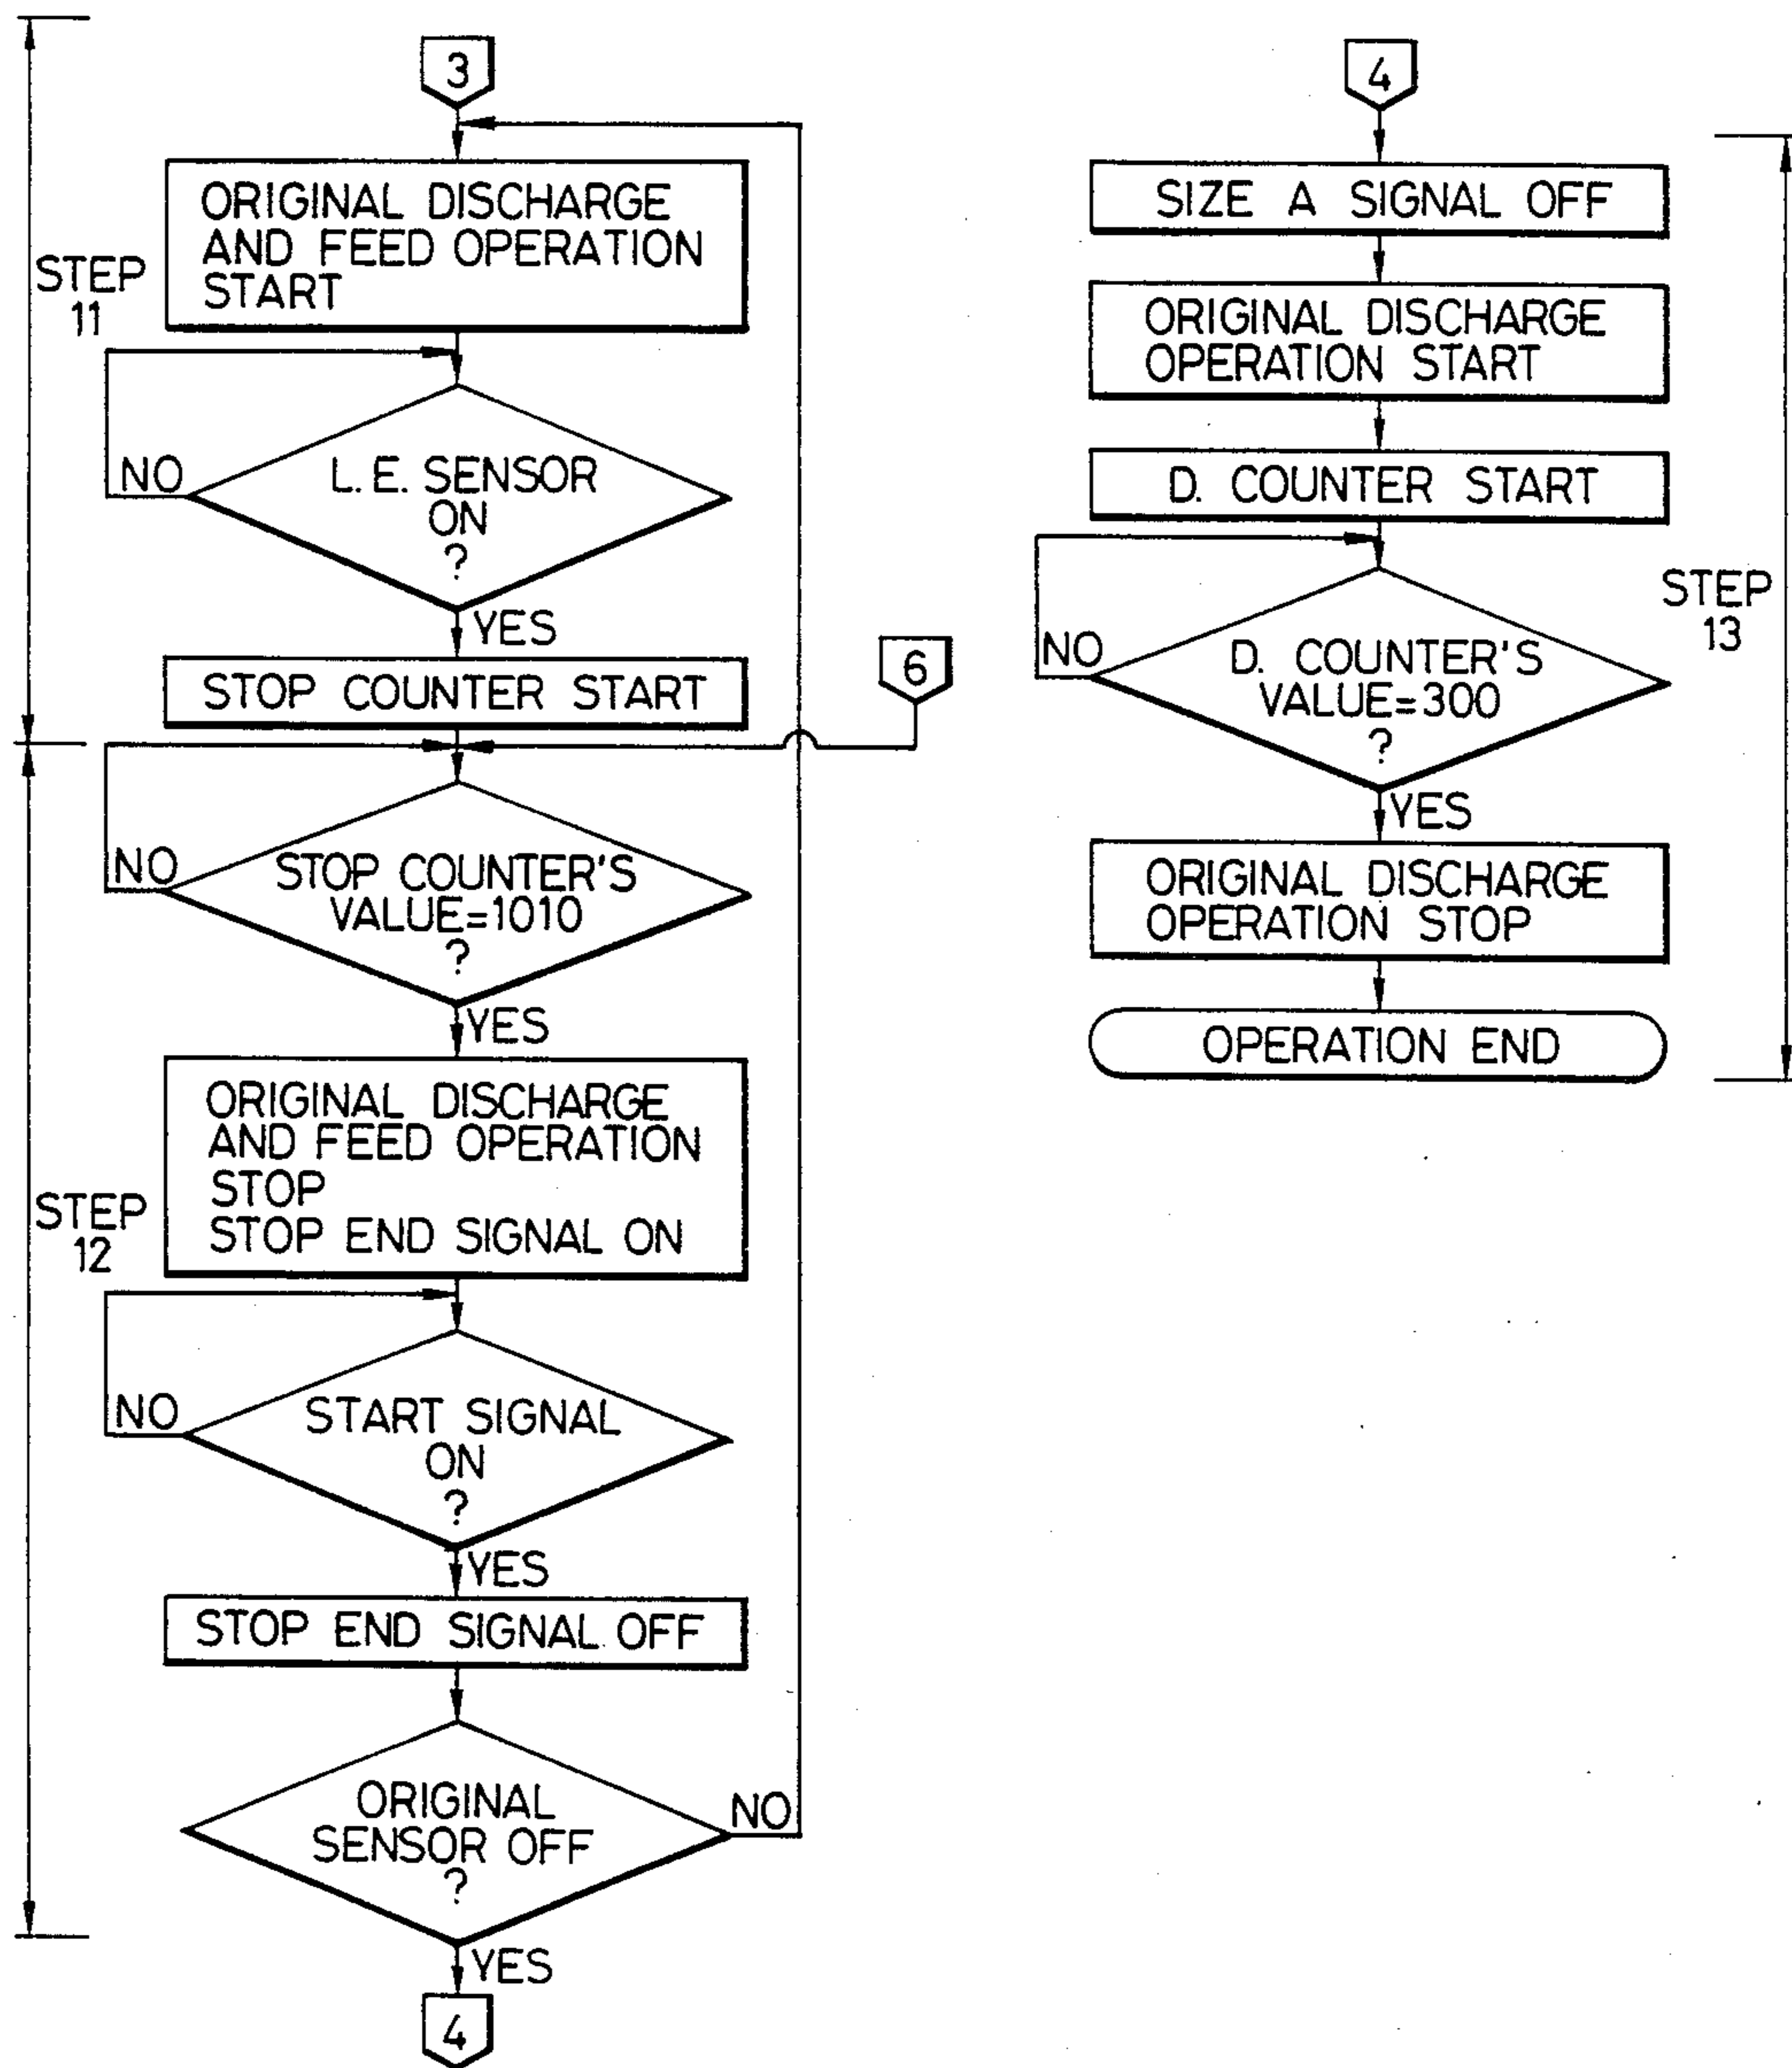 3
ORIGINAL DISCHARGE
AND FEED OPERATION
START
STEP
11
L. E. SENSOR
ON
?
NO
YES
STOP COUNTER START
6
STOP COUNTER'S
VALUE=1010
?
NO
YES
ORIGINAL DISCHARGE
AND FEED OPERATION
STOP
STOP END SIGNAL ON
STEP
12
START SIGNAL
ON
?
NO
YES
STOP END SIGNAL OFF
ORIGINAL
SENSOR OFF
?
NO
YES
4
4
SIZE A SIGNAL OFF
ORIGINAL DISCHARGE
OPERATION START
D. COUNTER START
D. COUNTER'S
VALUE=300
?
NO
STEP
13
YES
ORIGINAL DISCHARGE
OPERATION STOP
OPERATION END